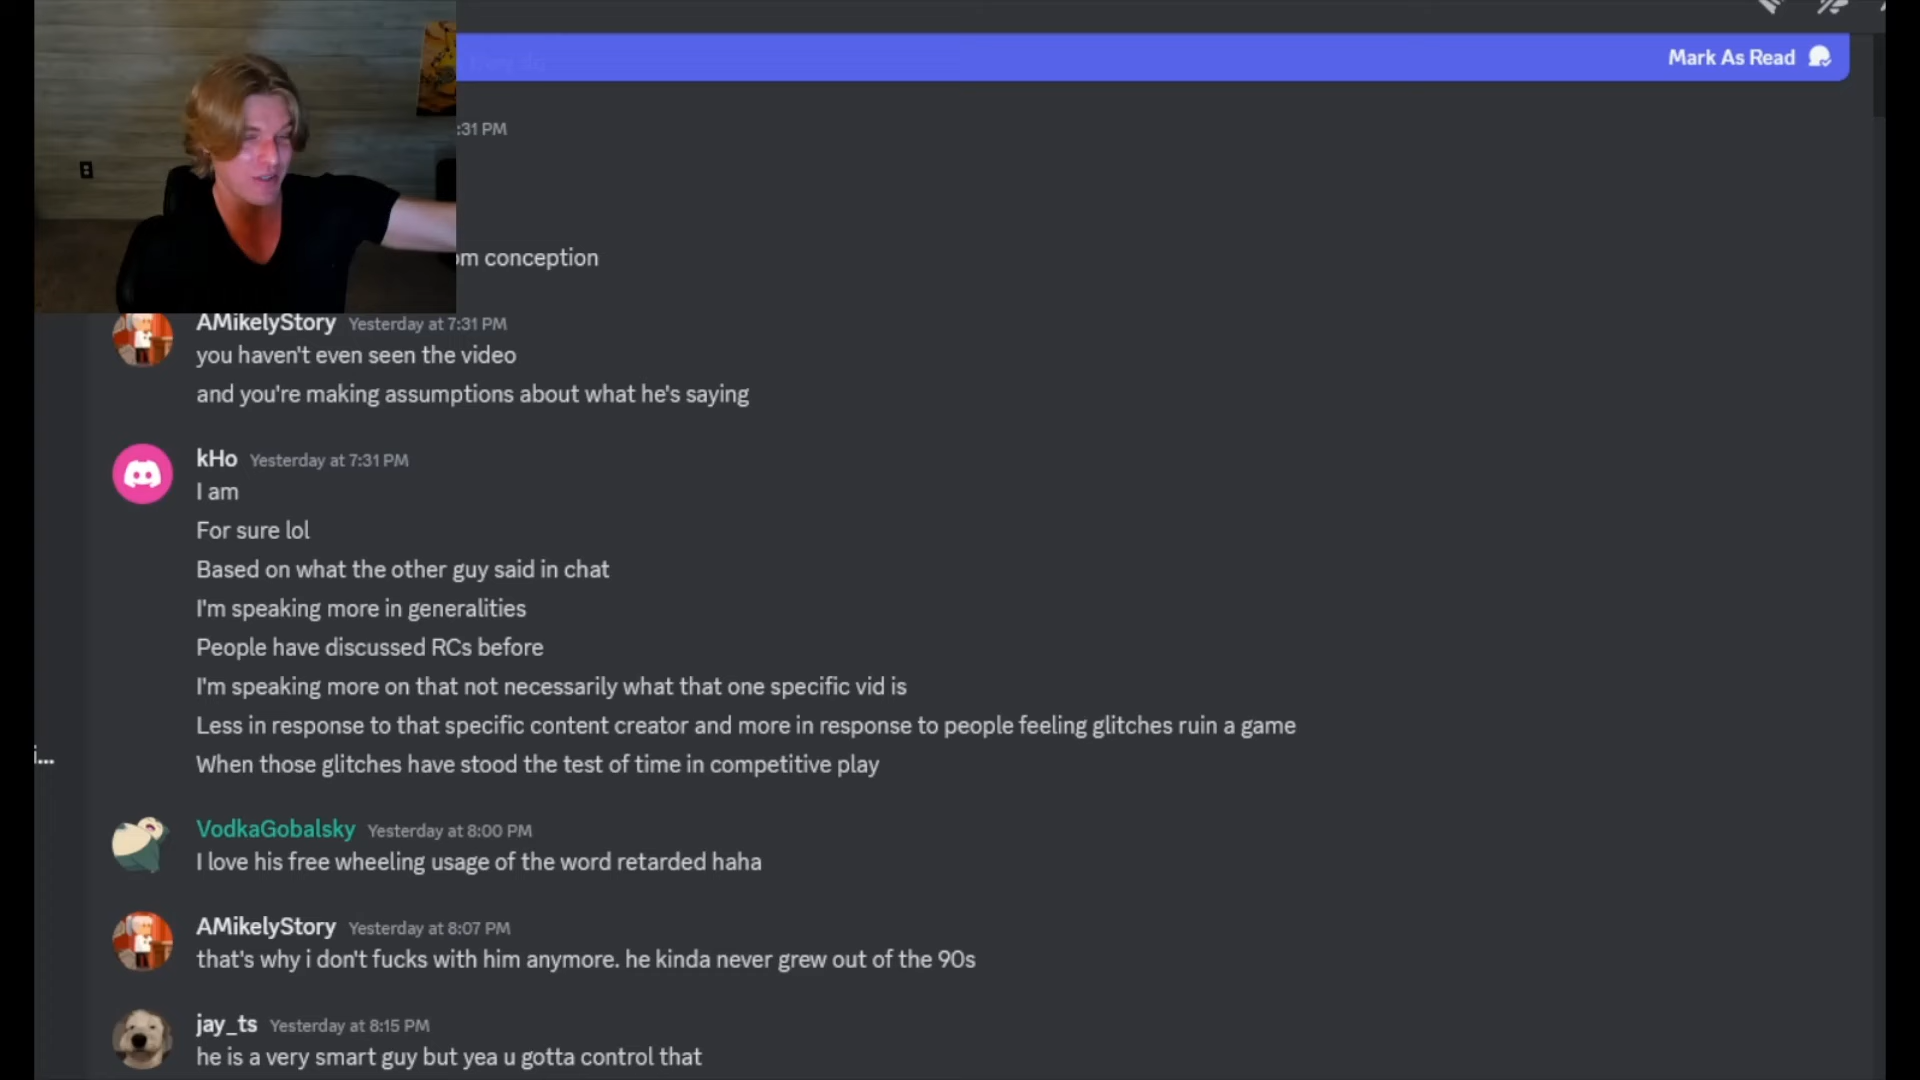 Mark As Read
:31 PM
om conception
AMikelyStory Yesterday at 7:31 PM
you haven't even seen the video
and you're making assumptions about what he's saying
kHo Yesterday at 7:31 PM
I am
For sure lol
Based on what the other guy said in chat
I'm speaking more in generalities
People have discussed RCs before
I'm speaking more on that not necessarily what that one specific vid is
Less in response to that specific content creator and more in response to people feeling glitches ruin a game
i...
When those glitches have stood the test of time in competitive play
VodkaGobalsky Yesterday at 8:00 PM
I love his free wheeling usage of the word retarded haha
AMikelyStory Yesterday at 8:07 PM
that's why i don't fucks with him anymore. he kinda never grew out of the 90s
jay_ts Yesterday at 8:15 PM
he is a very smart guy but yea u gotta control that